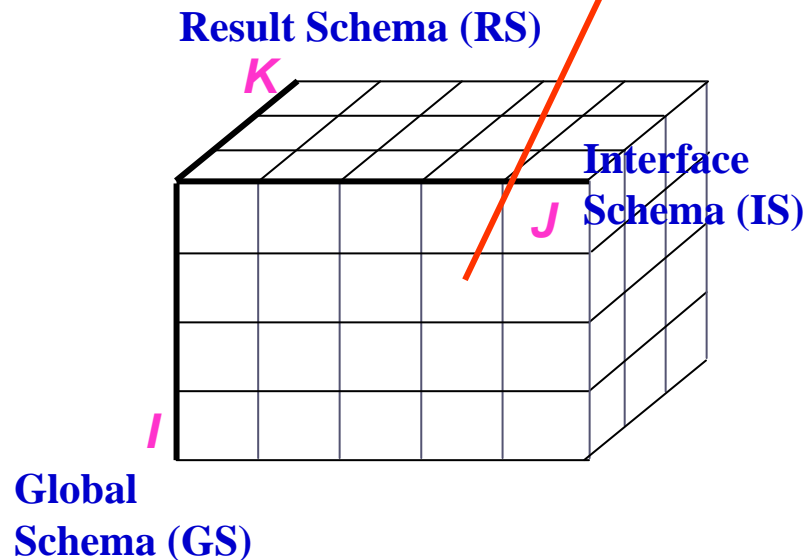 Result Schema (RS)
K
Interface
Schema (IS)
J
I
Global
Schema (GS)